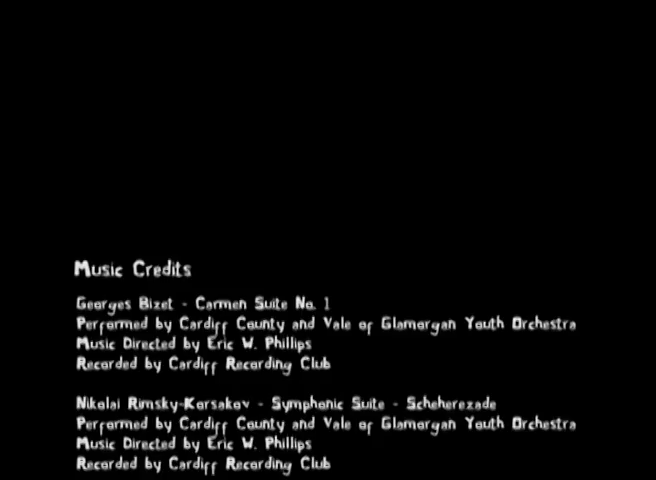 Music Credits
Georges Bizet - Carmen Suite No. 1
Performed by Cardiff County and Vale of Glamorgan Youth Orchestra
Music Directed by Eric W. Phillips
Recorded by Cardiff Recording Club
Nikolai Rimsky-Korsakov - Symphonic Suite - Scheherezade
Performed by Cardiff County and Vale of Glamorgan Youth Orchestra
Music Directed by Eric W. Phillips
Recorded by Cardiff Recording Club